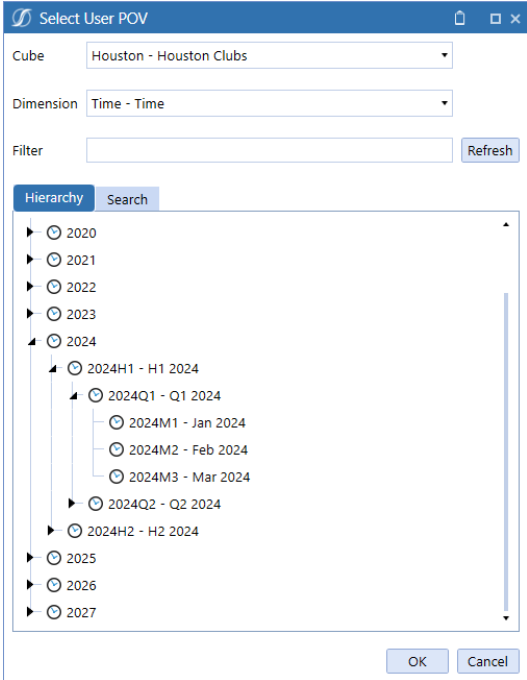 Select User POV
Cube Houston - Houston Clubs
Dimension Time - Time
Filter Refresh
Hierarchy Search
2020
2021
2022
2023
2024
2024H1 - H1 2024
2024Q1 - Q1 2024
2024M1 - Jan 2024
2024M2 - Feb 2024
2024M3 - Mar 2024
2024Q2 - Q2 2024
2024H2 - H2 2024
2025
2026
2027
OK Cancel